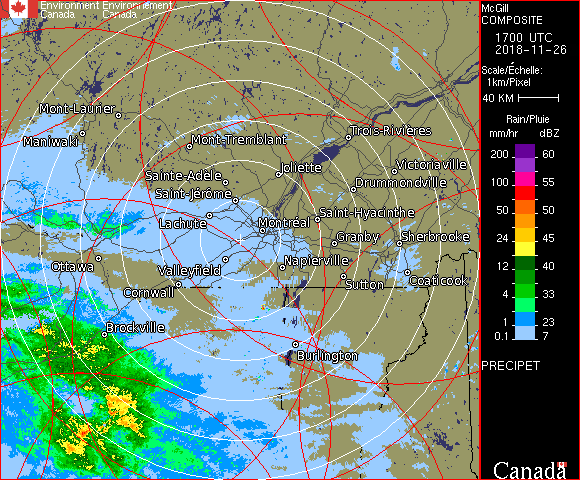 Environment Environnement
Canada Canada
McGill
COMPOSITE
1700 UTC
2018-11-26
Scale/Échelle:
1km/Pixel
40 KM
Rain/Pluie
mm/hr dBZ
200 60
150 55
100 55
50 50
24 45
12 40
4 33
1 23
0.1 7
PRECIPET
Canada
Mont-Laurier
Maniwaki
Mont-Tremblant
Trois-Rivières
Sainte-Adèle
Joliette
Victoriaville
Saint-Jérôme
Drummondville
Lachute
Montréal
Saint-Hyacinthe
Granby
Sherbrooke
Ottawa
Valleyfield
Napierville
Sutton
Coaticook
Cornwall
Brockville
Burlington